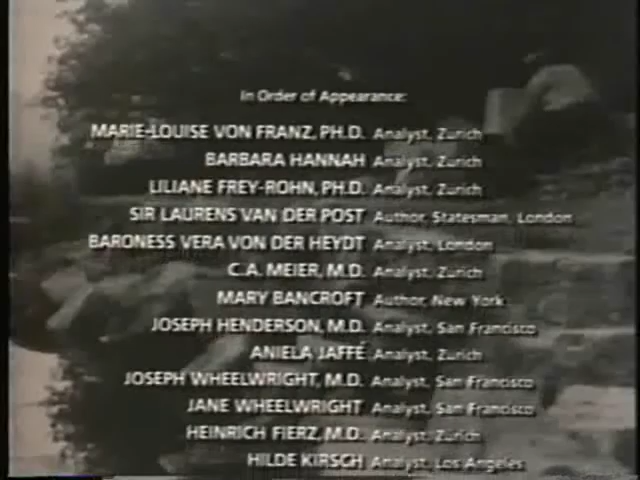 In Order of Appearance:
MARIE-LOUISE VON FRANZ, PH.D. Analyst, Zurich
BARBARA HANNAH Analyst, Zurich
LILIANE FREY-ROHN, PH.D. Analyst, Zurich
SIR LAURENS VAN DER POST Author, Statesman, London
BARONESS VERA VON DER HEYDT Analyst, London
C.A. MEIER, M.D. Analyst, Zurich
MARY BANCROFT Author, New York
JOSEPH HENDERSON, M.D. Analyst, San Francisco
ANIELA JAFFÉ Analyst, Zurich
JOSEPH WHEELWRIGHT, M.D. Analyst, San Francisco
JANE WHEELWRIGHT Analyst, San Francisco
HEINRICH FIERZ, M.D. Analyst, Zurich
HILDE KIRSCH Analyst, Los Angeles